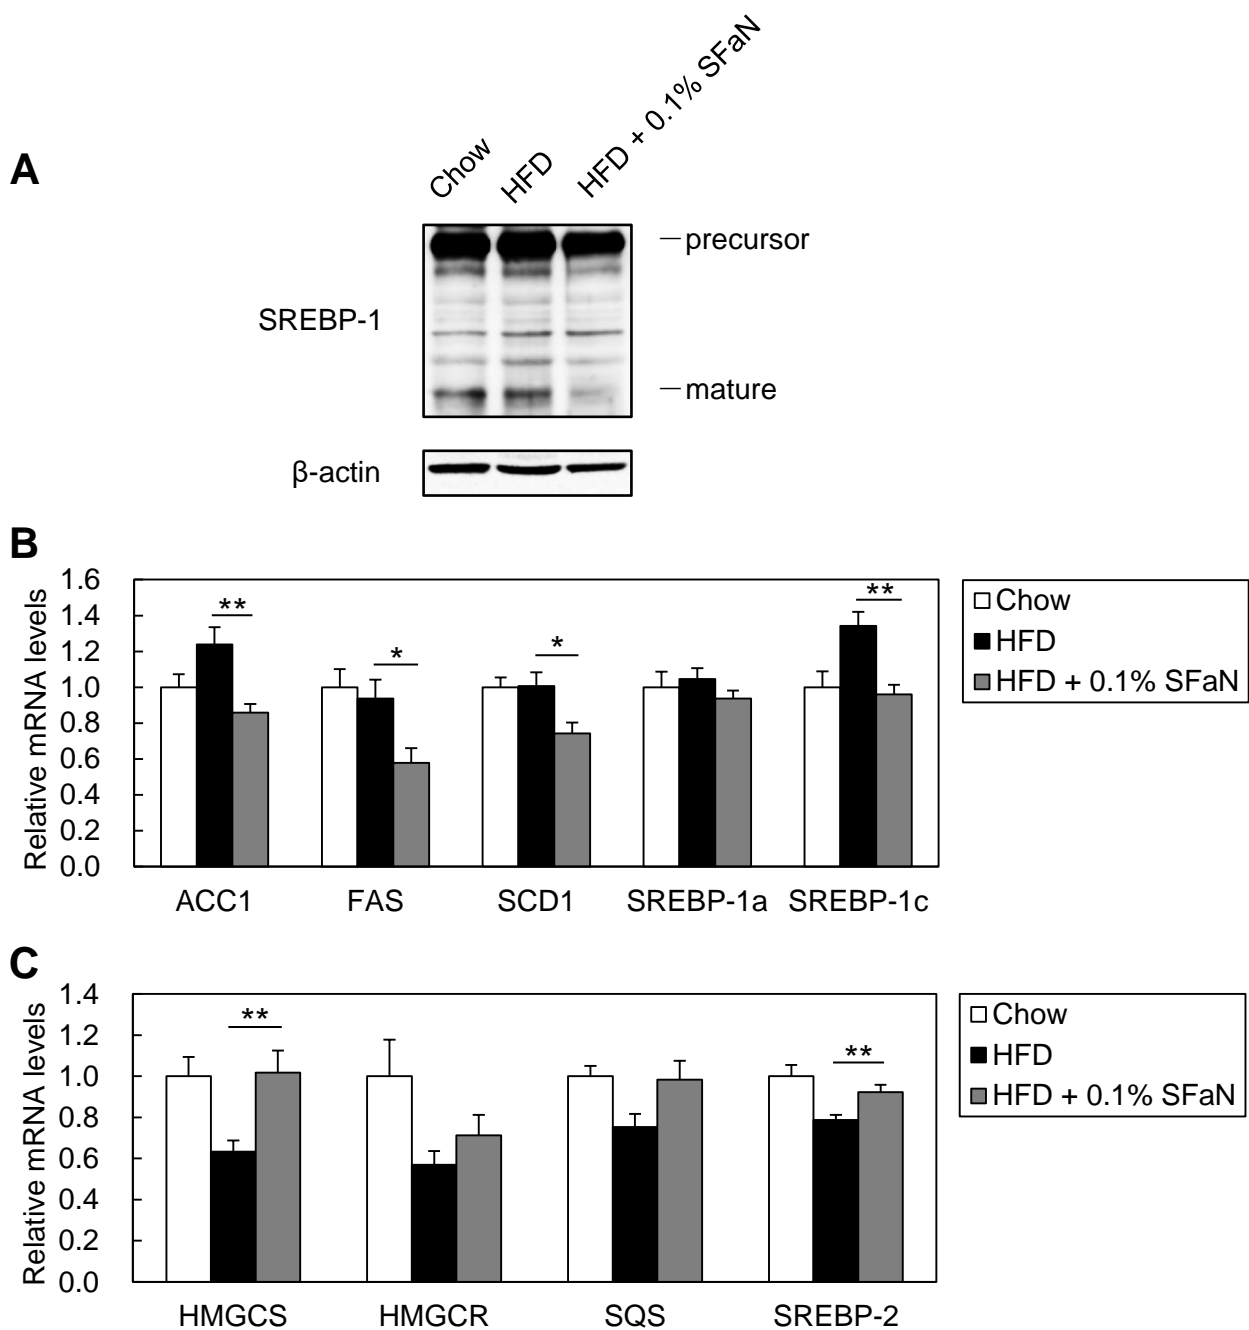 A
Chow
HFD
HFD + 0.1% SFaN
precursor
SREBP-1
mature
β-actin
B
Relative mRNA levels
1.6
1.4
1.2
1.0
0.8
0.6
0.4
0.2
0.0
**
*
*
**
ACC1
FAS
SCD1
SREBP-1a
SREBP-1c
Chow
HFD
HFD + 0.1% SFaN
C
Relative mRNA levels
1.4
1.2
1.0
0.8
0.6
0.4
0.2
0.0
**
**
HMGCS
HMGCR
SQS
SREBP-2
Chow
HFD
HFD + 0.1% SFaN